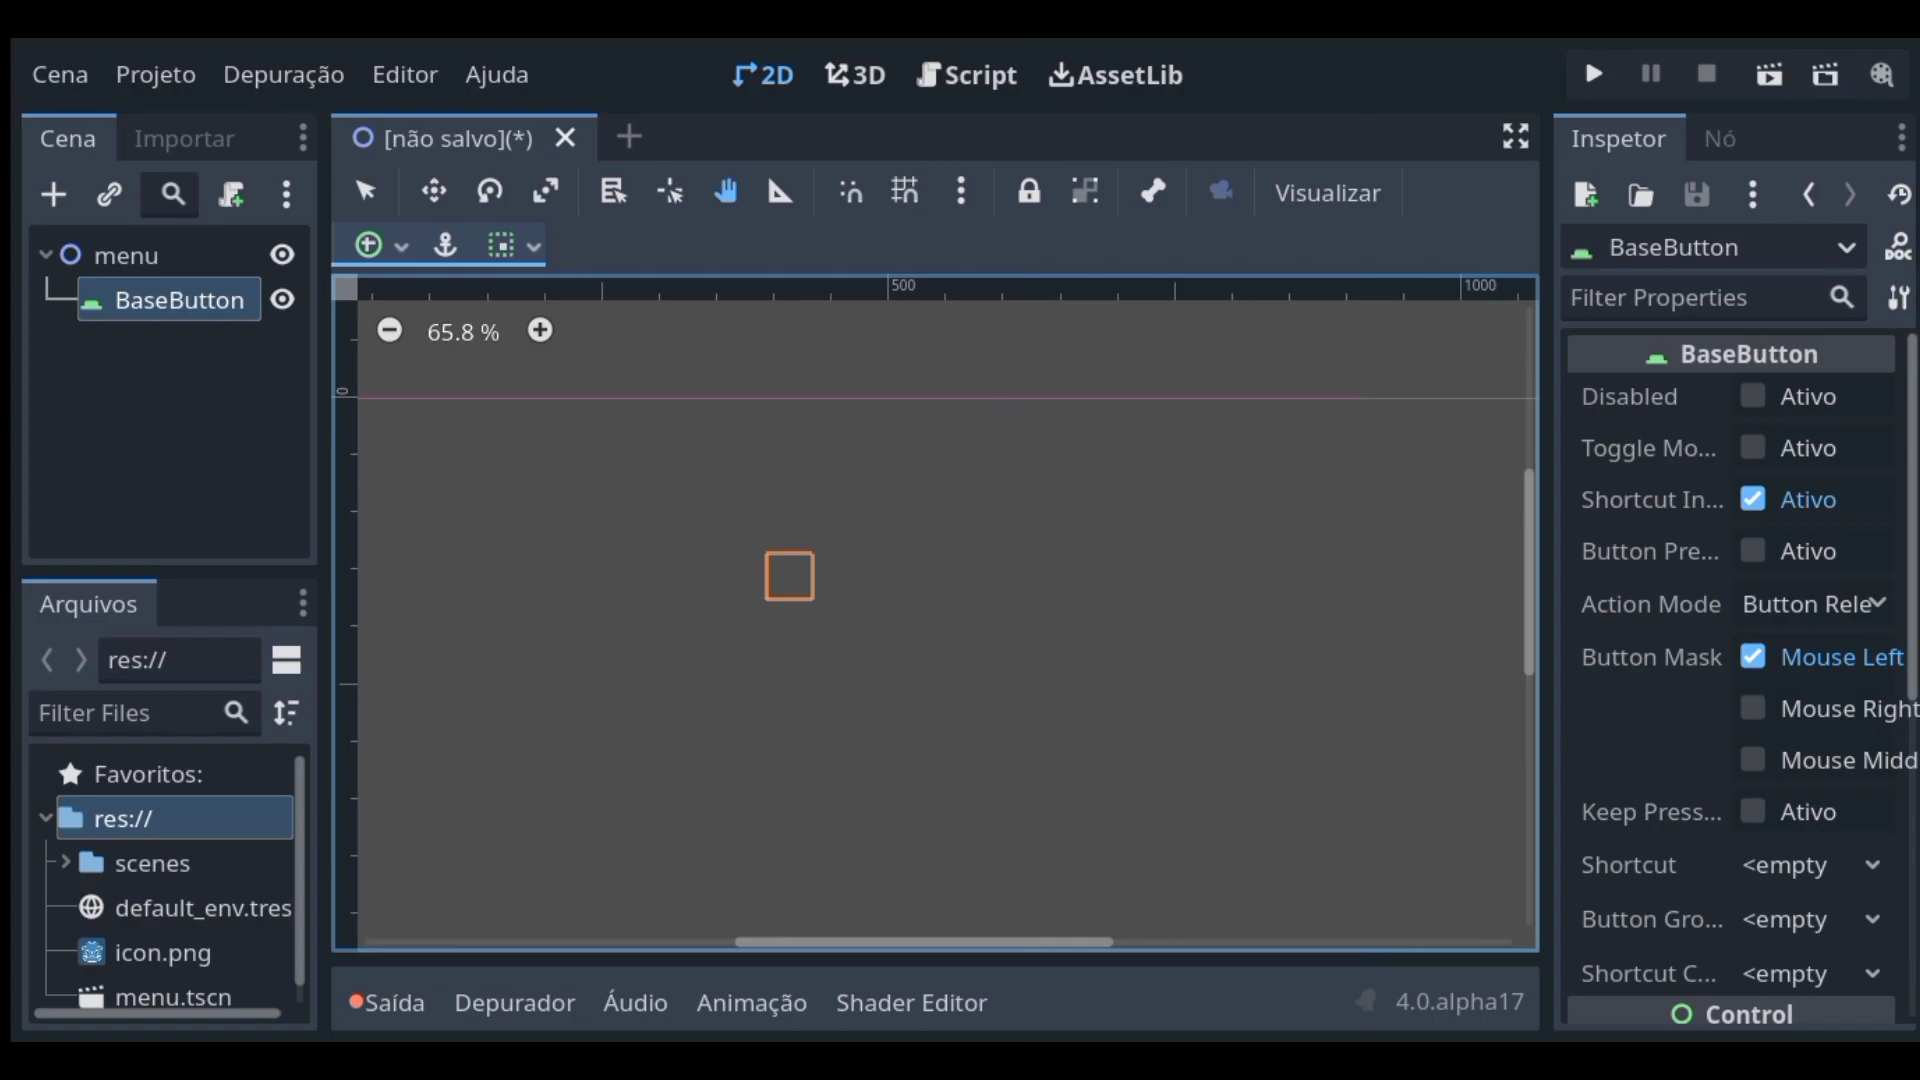 Cena Projeto Depuração Editor Ajuda
2D 3D Script AssetLib
Cena Importar
[não salvo](*)
Inspetor Nó
Visualizar
menu
BaseButton
BaseButton
DOC
Filter Properties
500
1000
65.8 %
0
BaseButton
Disabled Ativo
Toggle Mo... Ativo
Shortcut In... Ativo
Button Pre... Ativo
Action Mode Button Rele
Button Mask Mouse Left
Mouse Right
Mouse Midd
Keep Press... Ativo
Shortcut <empty
Button Gro... <empty
Shortcut C... <empty
Control
Arquivos
res://
Filter Files
Favoritos:
res://
scenes
default_env.tres
icon.png
menu.tscn
Saída Depurador Áudio Animação Shader Editor 4.0.alpha17